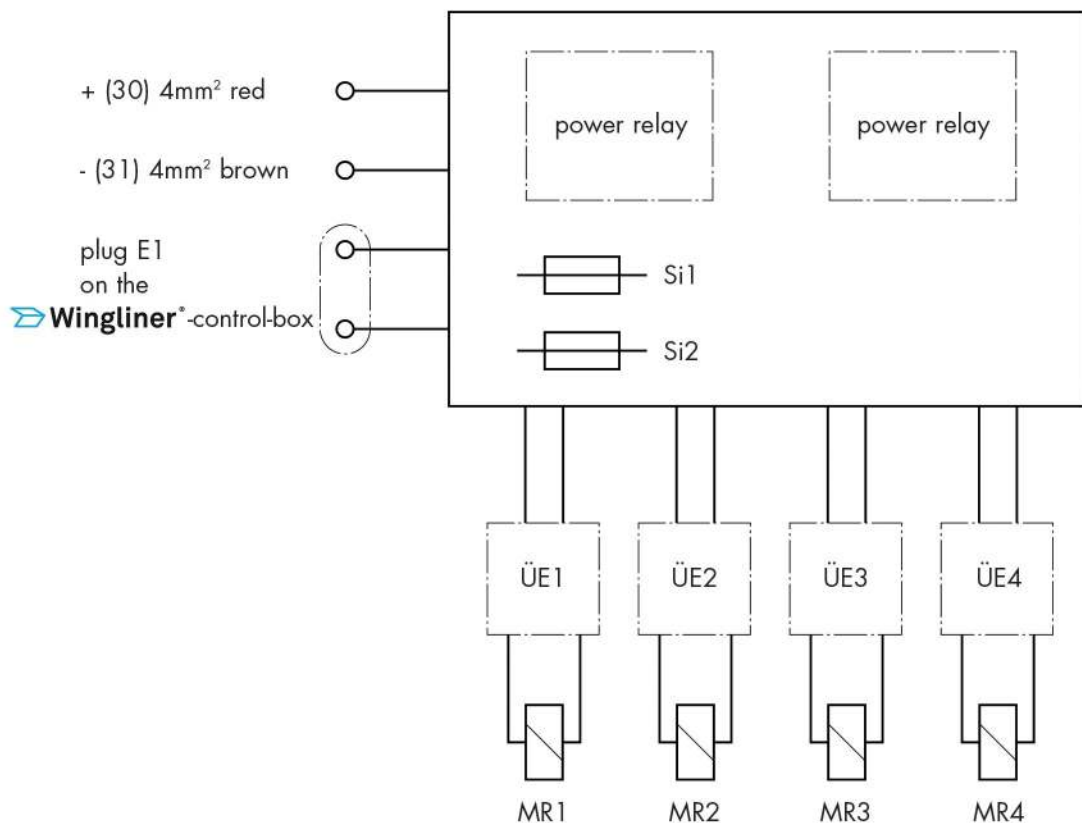 + (30) 4mm² red
power relay
power relay
- (31) 4mm² brown
plug E1
on the
Wingliner®-control-box
Si1
Si2
ÜE1
ÜE2
ÜE3
ÜE4
MR1
MR2
MR3
MR4